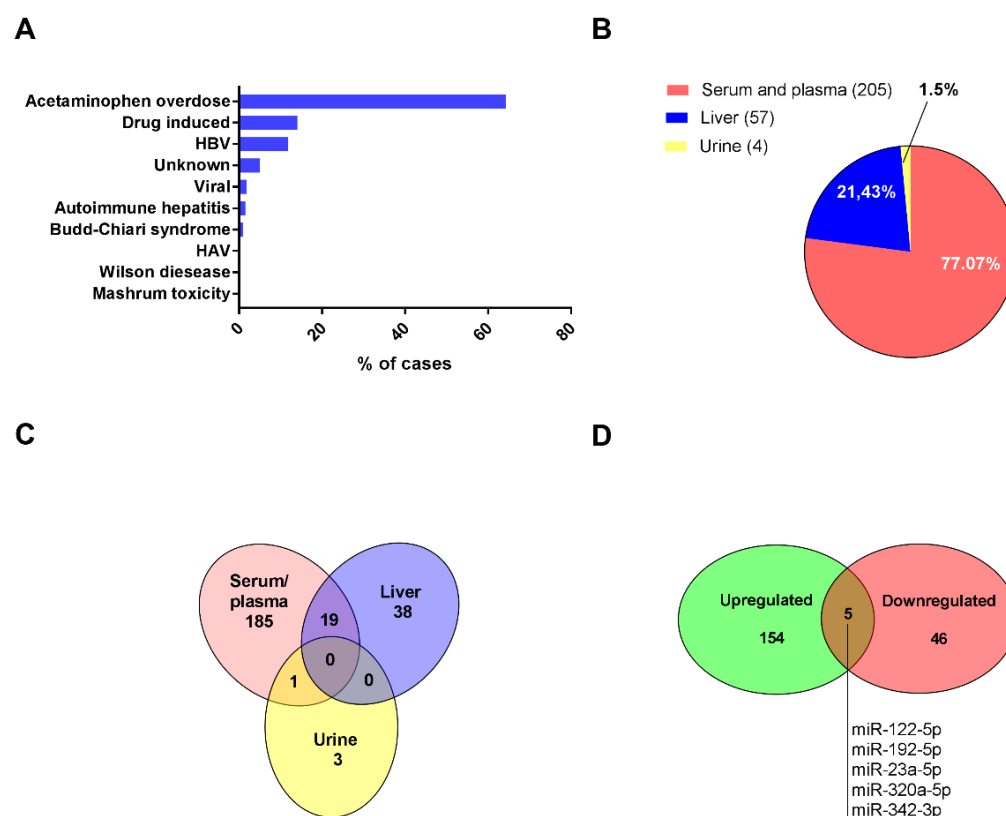 A
Acetaminophen overdose
Drug induced
HBV
Unknown
Viral
Autoimmune hepatitis
Budd-Chiari syndrome
HAV
Wilson diesease
Mashrum toxicity
0
20
40
60
80
% of cases
B
Serum and plasma (205)
Liver (57)
Urine (4)
1.5%
21,43%
77.07%
C
Serum/
plasma
185
19
Liver
38
0
1
0
Urine
3
D
Upregulated
154
5
Downregulated
46
miR-122-5p
miR-192-5p
miR-23a-5p
miR-320a-5p
miR-342-3p